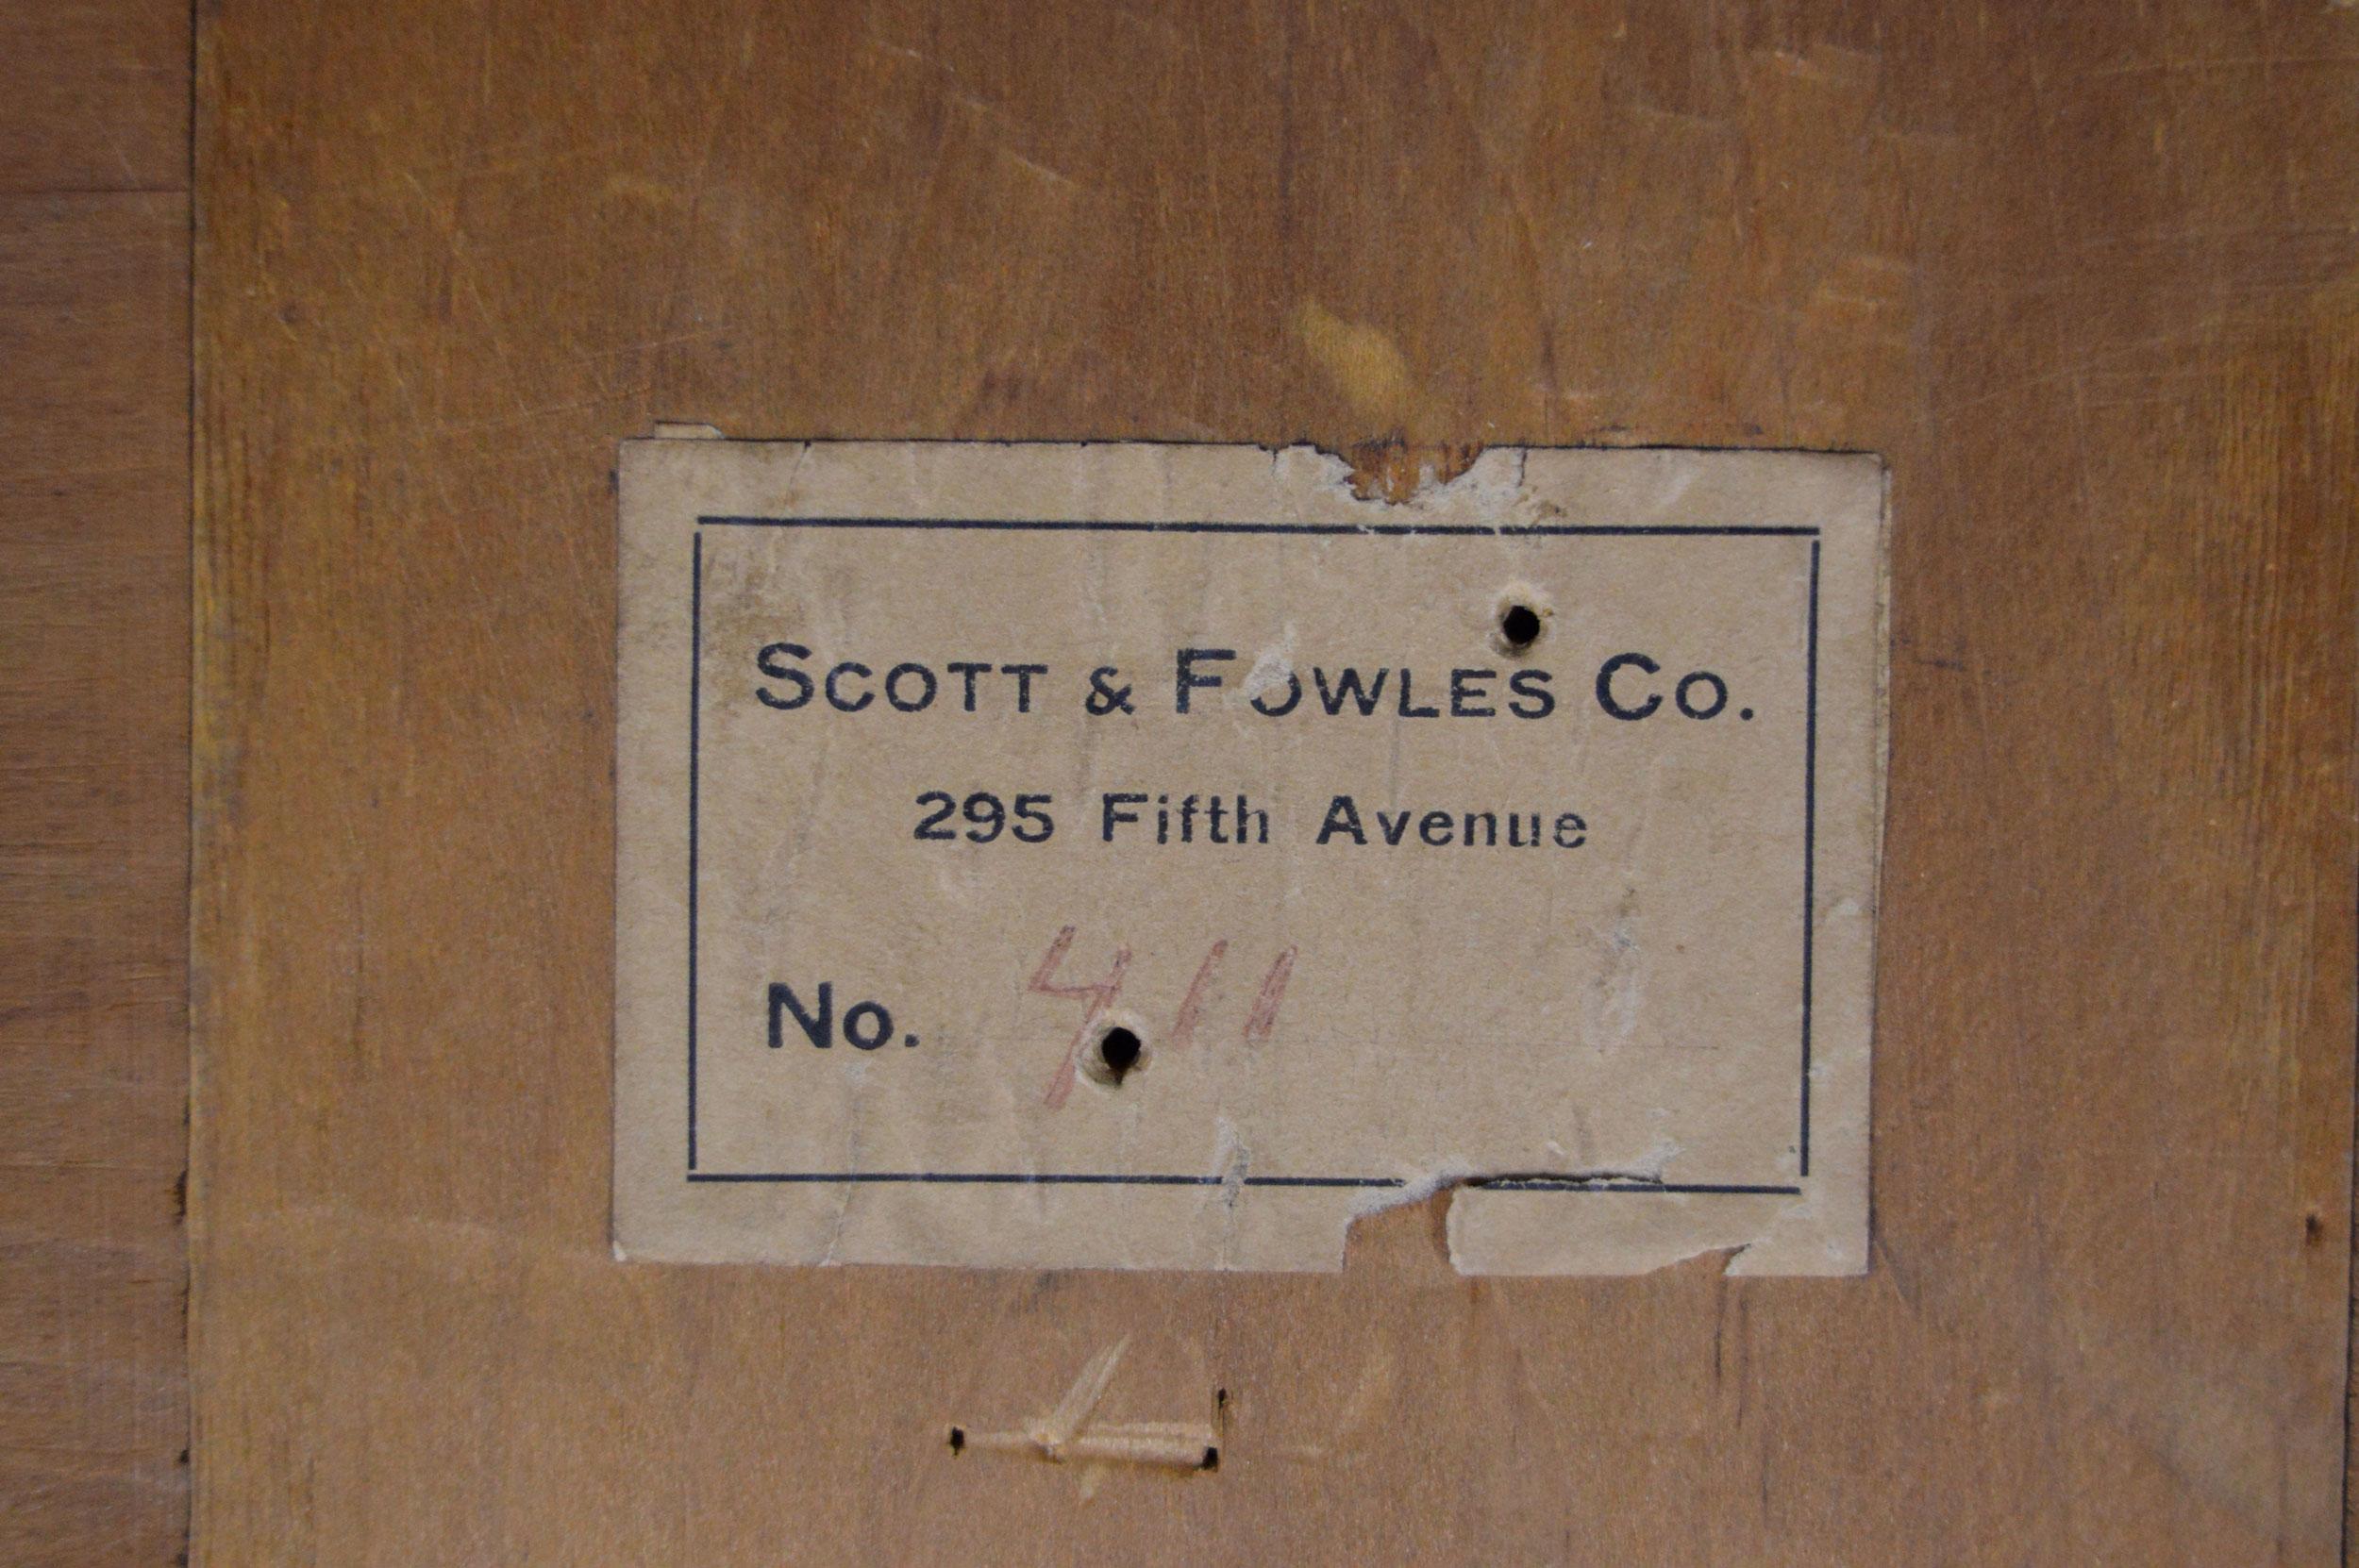 SCOTT & FOWLES CO.
295 Fifth Avenue
No. 411